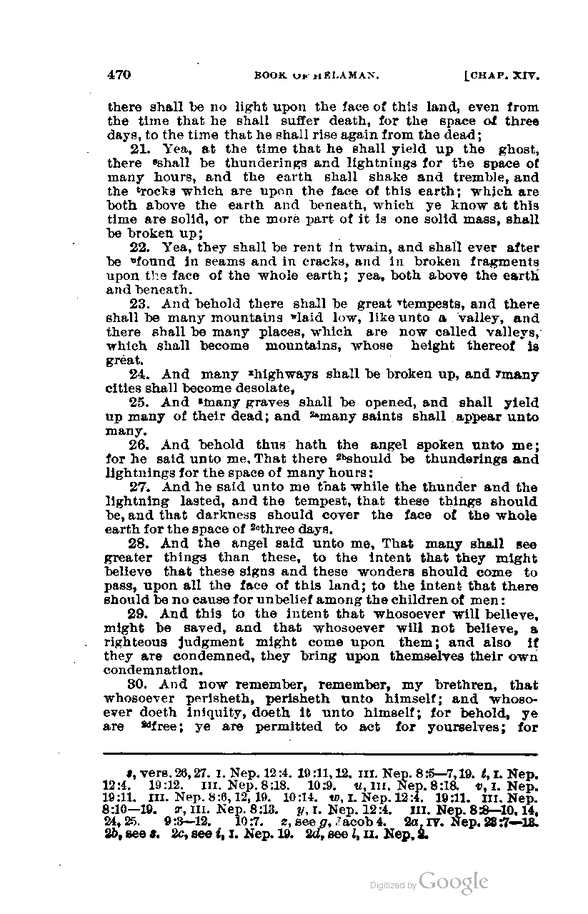 470 BOOK OF HELAMAN. [CHAP. XIV.
there shall be no light upon the face of this land, even from
the time that he shall suffer death, for the space of three
days, to the time that he shall rise again from the dead;
21. Yea, at the time that he shall yield up the ghost,
there ˢshall be thunderings and lightnings for the space of
many hours, and the earth shall shake and tremble, and
the ᵗrocks which are upon the face of this earth; which are
both above the earth and beneath, which ye know at this
time are solid, or the more part of it is one solid mass, shall
be broken up;
22. Yea, they shall be rent in twain, and shall ever after
be ᵘfound in seams and in cracks, and in broken fragments
upon the face of the whole earth; yea, both above the earth
and beneath.
23. And behold there shall be great ᵛtempests, and there
shall be many mountains ʷlaid low, like unto a valley, and
there shall be many places, which are now called valleys,
which shall become mountains, whose height thereof is
great.
24. And many ˣhighways shall be broken up, and ʸmany
cities shall become desolate,
25. And ᶻmany graves shall be opened, and shall yield
up many of their dead; and ²ᵃmany saints shall appear unto
many.
26. And behold thus hath the angel spoken unto me;
for he said unto me, That there ²ᵇshould be thunderings and
lightnings for the space of many hours:
27. And he said unto me that while the thunder and the
lightning lasted, and the tempest, that these things should
be, and that darkness should cover the face of the whole
earth for the space of ²ᶜthree days.
28. And the angel said unto me, That many shall see
greater things than these, to the intent that they might
believe that these signs and these wonders should come to
pass, upon all the face of this land; to the intent that there
should be no cause for unbelief among the children of men:
29. And this to the intent that whosoever will believe,
might be saved, and that whosoever will not believe, a
righteous judgment might come upon them; and also if
they are condemned, they bring upon themselves their own
condemnation.
30. And now remember, remember, my brethren, that
whosoever perisheth, perisheth unto himself; and whoso-
ever doeth iniquity, doeth it unto himself; for behold, ye
are ²ᵈfree; ye are permitted to act for yourselves; for
s, vers. 26, 27. I. Nep. 12:4. 19:11, 12. III. Nep. 8:5—7, 19. t, I. Nep.
12:4. 19:12. III. Nep. 8:18. 10:9. u, III. Nep. 8:18. v, I. Nep.
19:11. III. Nep. 8:6, 12, 19. 10:14. w, I. Nep. 12:4. 19:11. III. Nep.
8:10—19. x, III. Nep. 8:13. y, I. Nep. 12:4. III. Nep. 8:8—10, 14,
24, 25. 9:3—12. 10:7. z, see g, Jacob 4. 2a, IV. Nep. 23:7—13.
2b, see s. 2c, see i, I. Nep. 19. 2d, see l, II. Nep. 2.
Digitized by Google